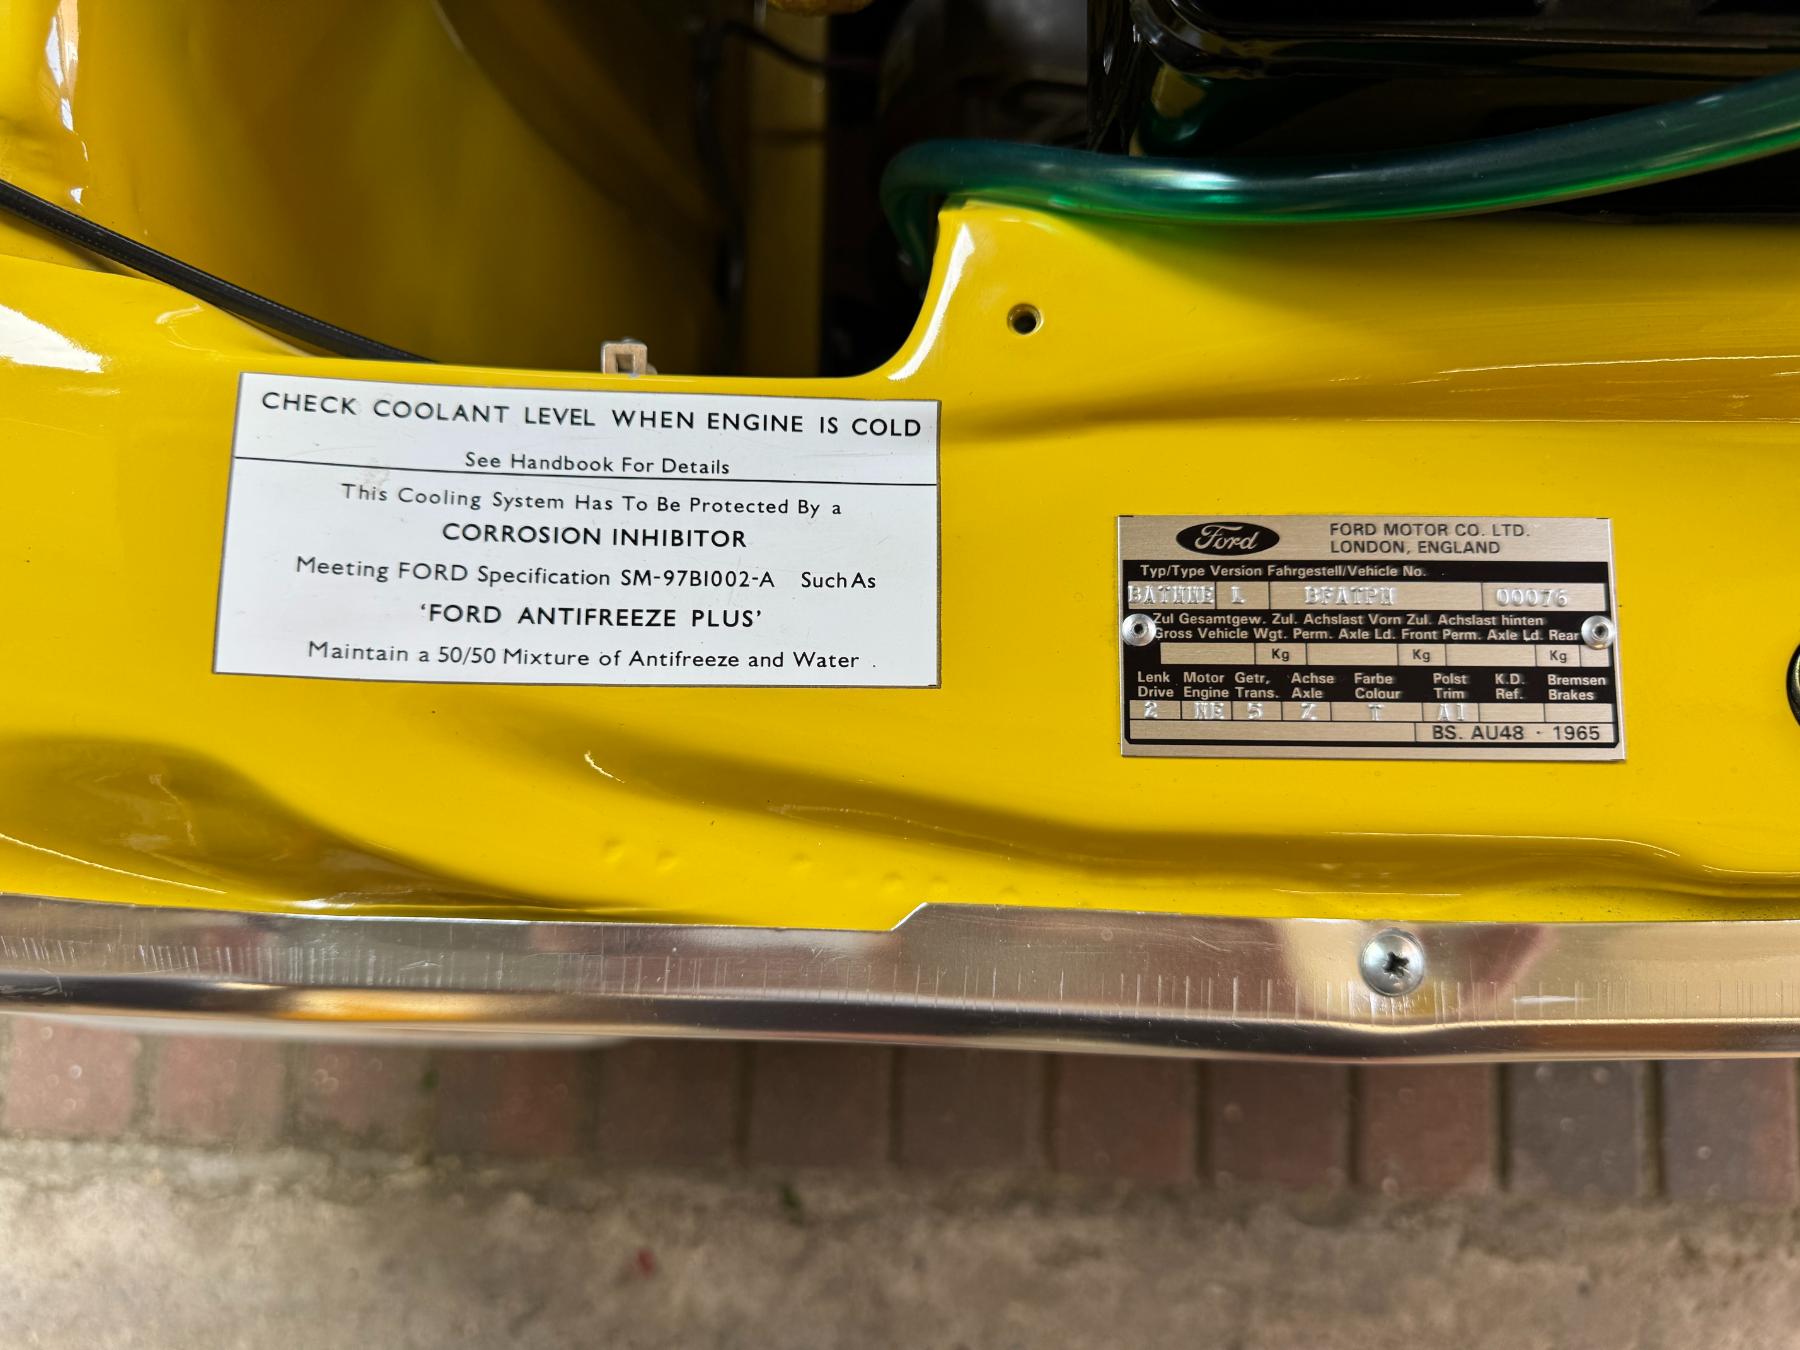 CHECK COOLANT LEVEL WHEN ENGINE IS COLD
See Handbook For Details
This Cooling System Has To Be Protected By a
CORROSION INHIBITOR
Meeting FORD Specification SM-97B1002-A Such As
'FORD ANTIFREEZE PLUS'
Maintain a 50/50 Mixture of Antifreeze and Water .
Ford
FORD MOTOR CO. LTD.
LONDON, ENGLAND
Typ/Type Version Fahrgestell/Vehicle No.
BATHNE L BFATPH 00076
Zul Gesamtgew. Zul. Achslast Vorn Zul. Achslast hinten
Gross Vehicle Wgt. Perm. Axle Ld. Front Perm. Axle Ld. Rear
Kg Kg Kg
Lenk Motor Getr, Achse Farbe Polst K.D. Bremsen
Drive Engine Trans. Axle Colour Trim Ref. Brakes
2 NE 5 Z T A1
BS. AU48 · 1965